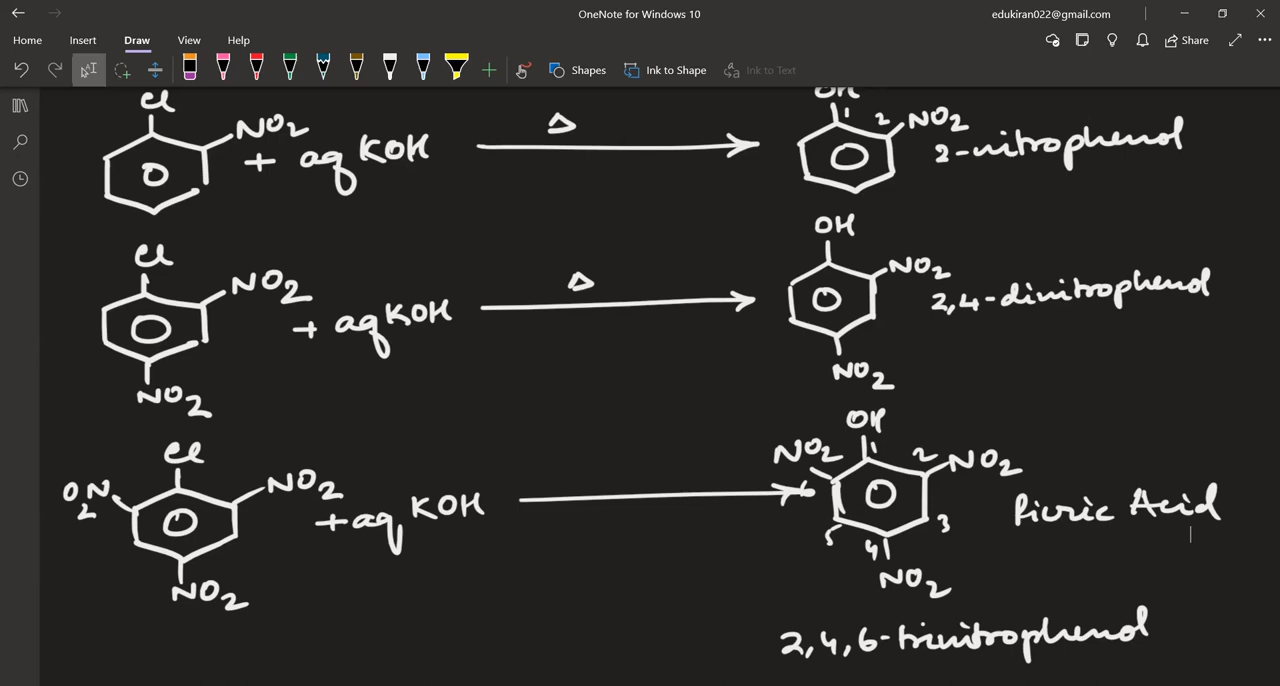 OneNote for Windows 10
edukiran022@gmail.com
Home Insert Draw View Help
Share
Shapes Ink to Shape Ink to Text
Cl NO2 + aq KOH Δ OH 1 2 NO2 2-nitrophenol
Cl NO2 + aq KOH Δ OH NO2 2,4-dinitrophenol
NO2 NO2
Cl O2N NO2 + aq KOH OH NO2 1 2 NO2 Picric Acid
5 3
4
NO2 NO2
2,4,6-trinitrophenol